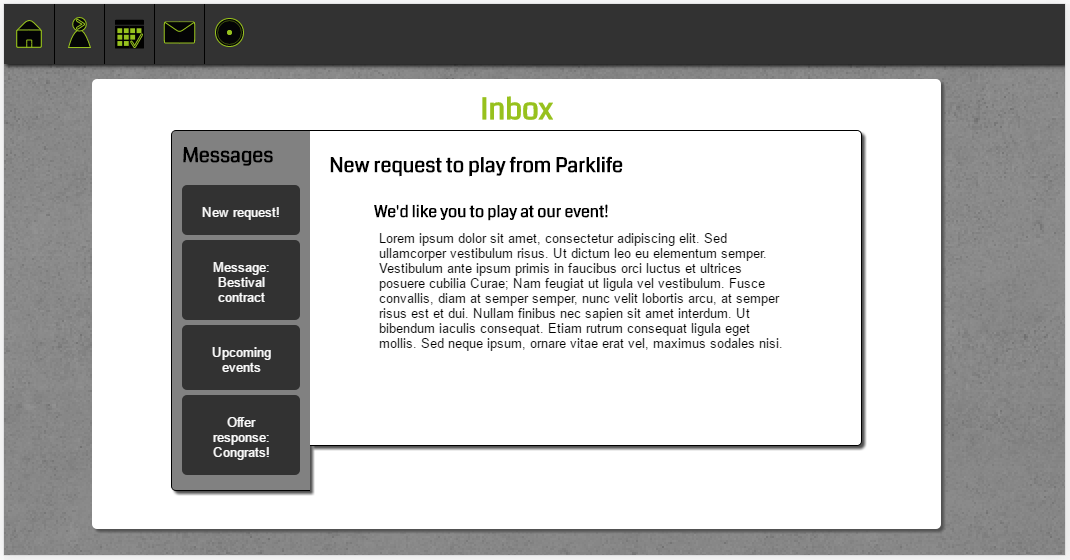 Inbox
Messages
New request!
Message:
Bestival
contract
Upcoming
events
Offer
response:
Congrats!
New request to play from Parklife
We'd like you to play at our event!
Lorem ipsum dolor sit amet, consectetur adipiscing elit. Sed
ullamcorper vestibulum risus. Ut dictum leo eu elementum semper.
Vestibulum ante ipsum primis in faucibus orci luctus et ultrices
posuere cubilia Curae; Nam feugiat ut ligula vel vestibulum. Fusce
convallis, diam at semper semper, nunc velit lobortis arcu, at semper
risus est et dui. Nullam finibus nec sapien sit amet interdum. Ut
bibendum iaculis consequat. Etiam rutrum consequat ligula eget
mollis. Sed neque ipsum, ornare vitae erat vel, maximus sodales nisi.